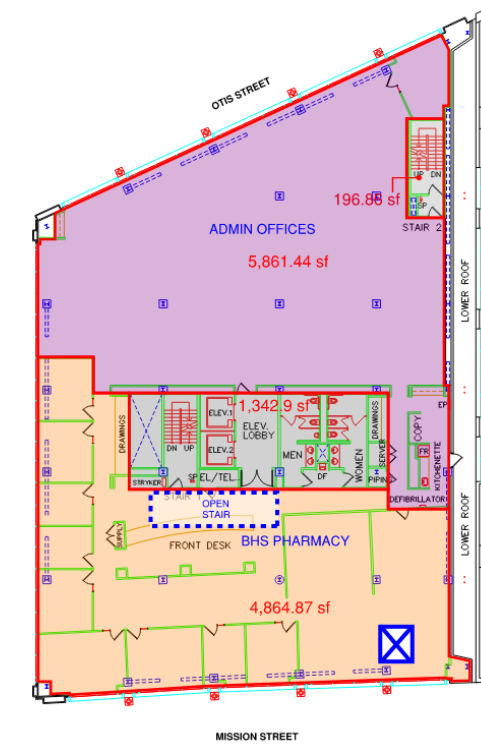 OTIS STREET
UP DN
196.88 sf
SP
STAIR 2
ADMIN OFFICES
5,861.44 sf
LOWER ROOF
EP
1,342.9 sf
DRAWINGS
ELEV.1
ELEV.
LOBBY
DRAWINGS
COPY
DN UP
ELEV.2
MEN
WOMEN
SERVER
FR
KITCHENETTE
STRYKER
SP
EL/TEL.
DF
PIPING
DEFIBRILLATOR
STAIR 1
OPEN
STAIR
SUPPLY
FRONT DESK
BHS PHARMACY
LOWER ROOF
4,864.87 sf
MISSION STREET